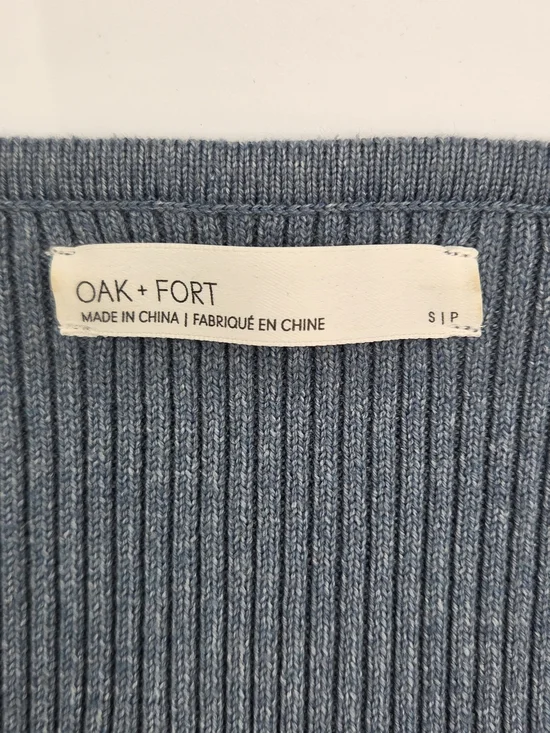 OAK + FORT
MADE IN CHINA | FABRIQUÉ EN CHINE S | P